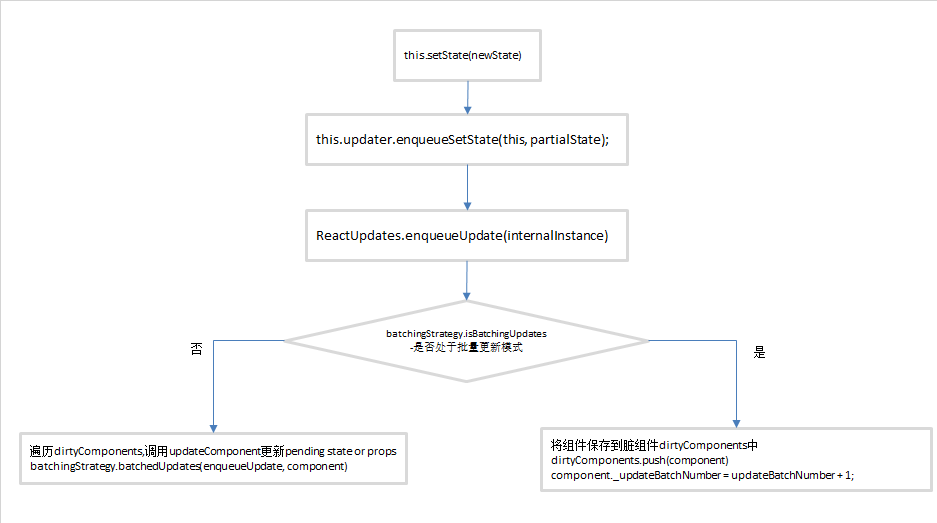 this.setState(newState)
this.updater.enqueueSetState(this, partialState);
ReactUpdates.enqueueUpdate(internalInstance)
batchingStrategy.isBatchingUpdates
-是否处于批量更新模式
否
是
遍历dirtyComponents,调用updateComponent更新pending state or props
batchingStrategy.batchedUpdates(enqueueUpdate, component)
将组件保存到脏组件dirtyComponents中
dirtyComponents.push(component)
component._updateBatchNumber = updateBatchNumber + 1;